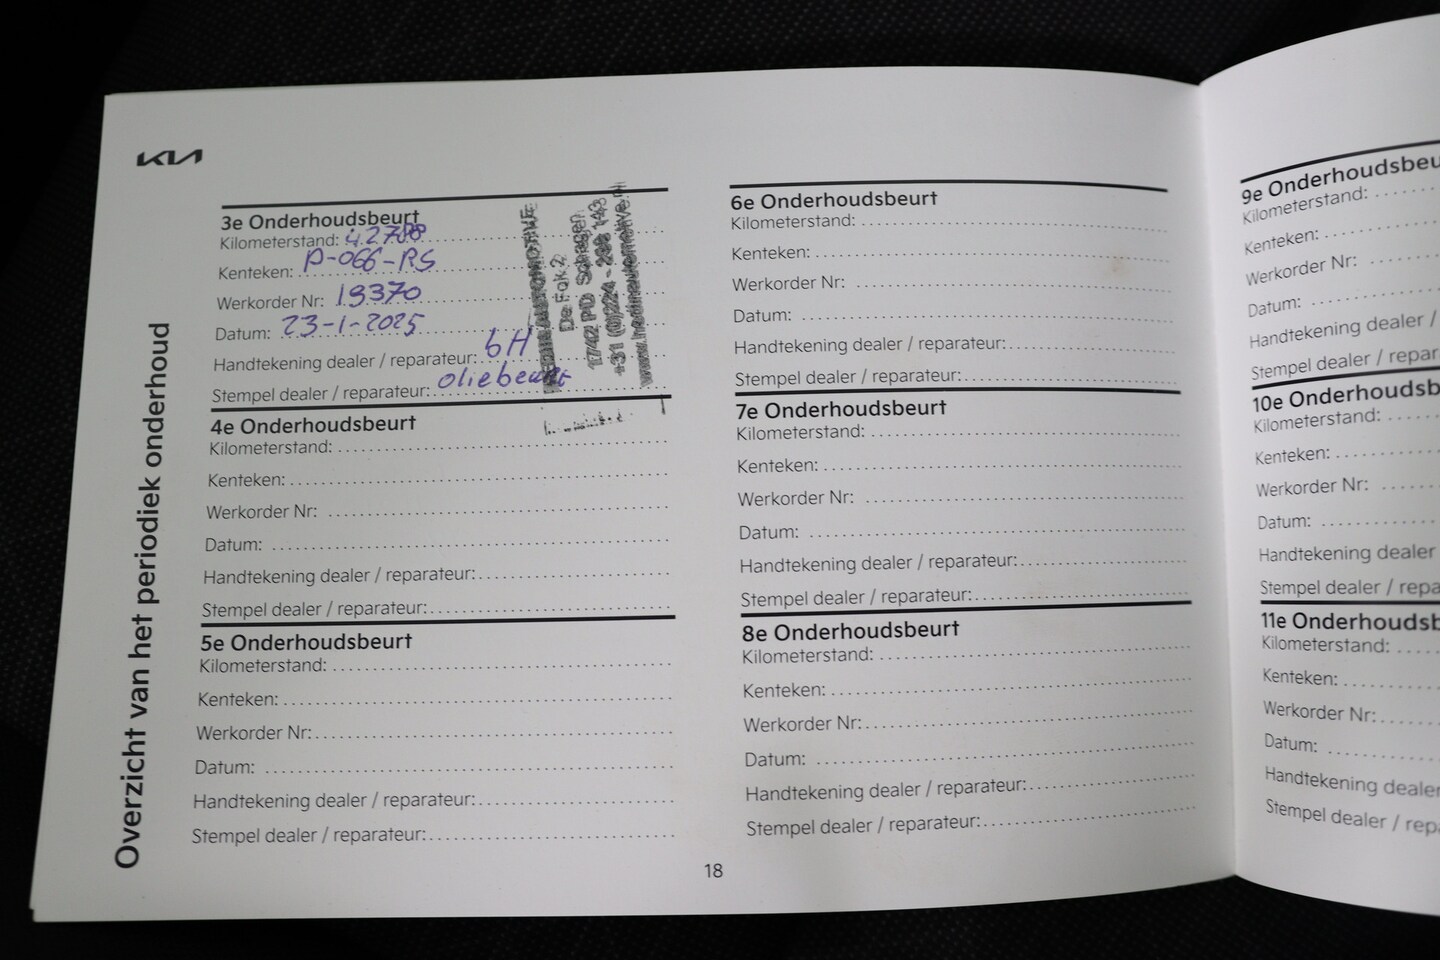 KIA
Overzicht van het periodiek onderhoud
3e Onderhoudsbeurt
Kilometerstand:
Kenteken: P-066-RS
Werkorder Nr: 19370
Datum: 23-1-2025
Handtekening dealer / reparateur: 6H
Stempel dealer / reparateur: oliebeurt
De Fok 2
1742 PD Schagen
+31 (0)224 -
www.hedinautomotive.nl
4e Onderhoudsbeurt
Kilometerstand:
Kenteken:
Werkorder Nr:
Datum:
Handtekening dealer / reparateur:
Stempel dealer / reparateur:
5e Onderhoudsbeurt
Kilometerstand:
Kenteken:
Werkorder Nr:
Datum:
Handtekening dealer / reparateur:
Stempel dealer / reparateur:
6e Onderhoudsbeurt
Kilometerstand:
Kenteken:
Werkorder Nr:
Datum:
Handtekening dealer / reparateur:
Stempel dealer / reparateur:
7e Onderhoudsbeurt
Kilometerstand:
Kenteken:
Werkorder Nr:
Datum:
Handtekening dealer / reparateur:
Stempel dealer / reparateur:
8e Onderhoudsbeurt
Kilometerstand:
Kenteken:
Werkorder Nr:
Datum:
Handtekening dealer / reparateur:
Stempel dealer / reparateur:
18
9e Onderhoudsbeu
Kilometerstand:
Kenteken:
Werkorder Nr:
Datum:
Handtekening dealer /
Stempel dealer / repar
10e Onderhoudsb
Kilometerstand:
Kenteken:
Werkorder Nr:
Datum:
Handtekening dealer
Stempel dealer / repa
11e Onderhoudsb
Kilometerstand:
Kenteken:
Werkorder Nr:
Datum:
Handtekening dealer
Stempel dealer / rep